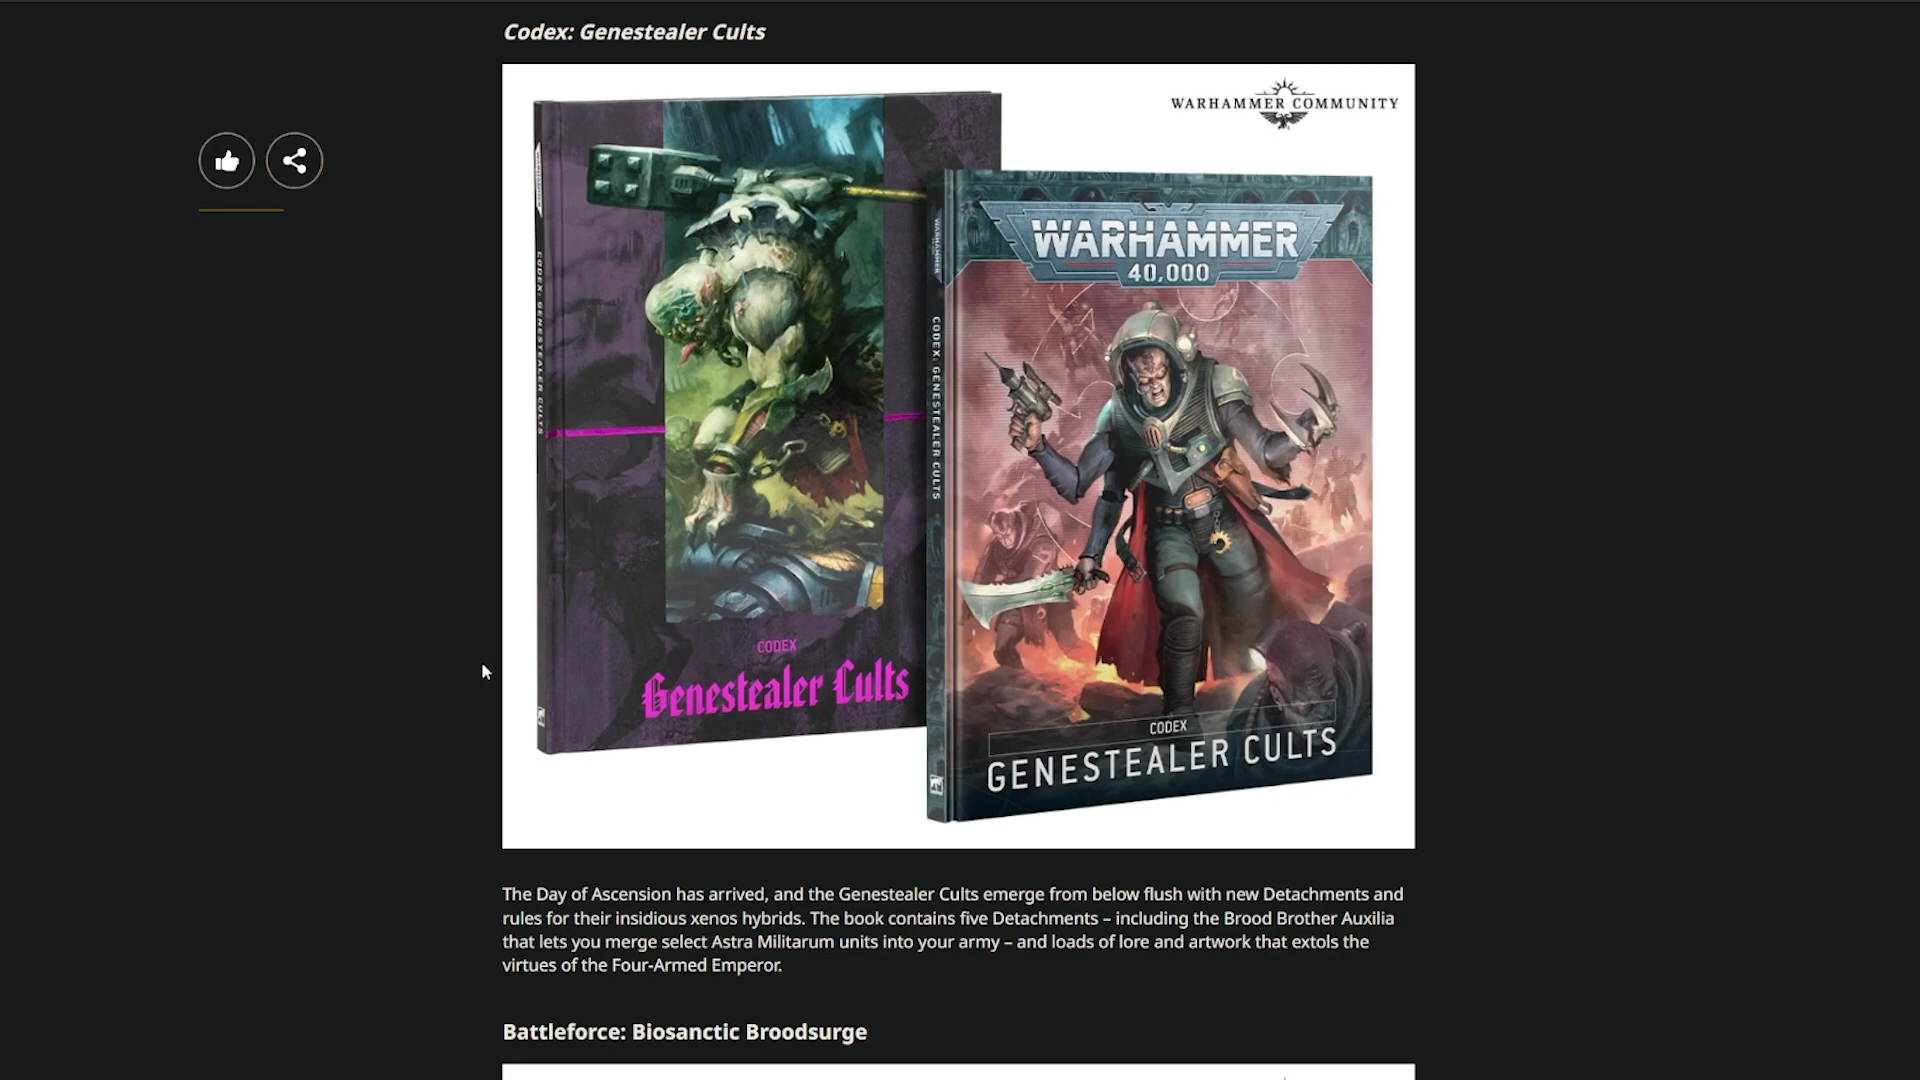 Codex: Genestealer Cults
WARHAMMER COMMUNITY
CODEX: GENESTEALER CULTS
CODEX
Genestealer Cults
WARHAMMER
CODEX: GENESTEALER CULTS
WARHAMMER
40,000
CODEX
GENESTEALER CULTS
The Day of Ascension has arrived, and the Genestealer Cults emerge from below flush with new Detachments and
rules for their insidious xenos hybrids. The book contains five Detachments – including the Brood Brother Auxilia
that lets you merge select Astra Militarum units into your army – and loads of lore and artwork that extols the
virtues of the Four-Armed Emperor.
Battleforce: Biosanctic Broodsurge